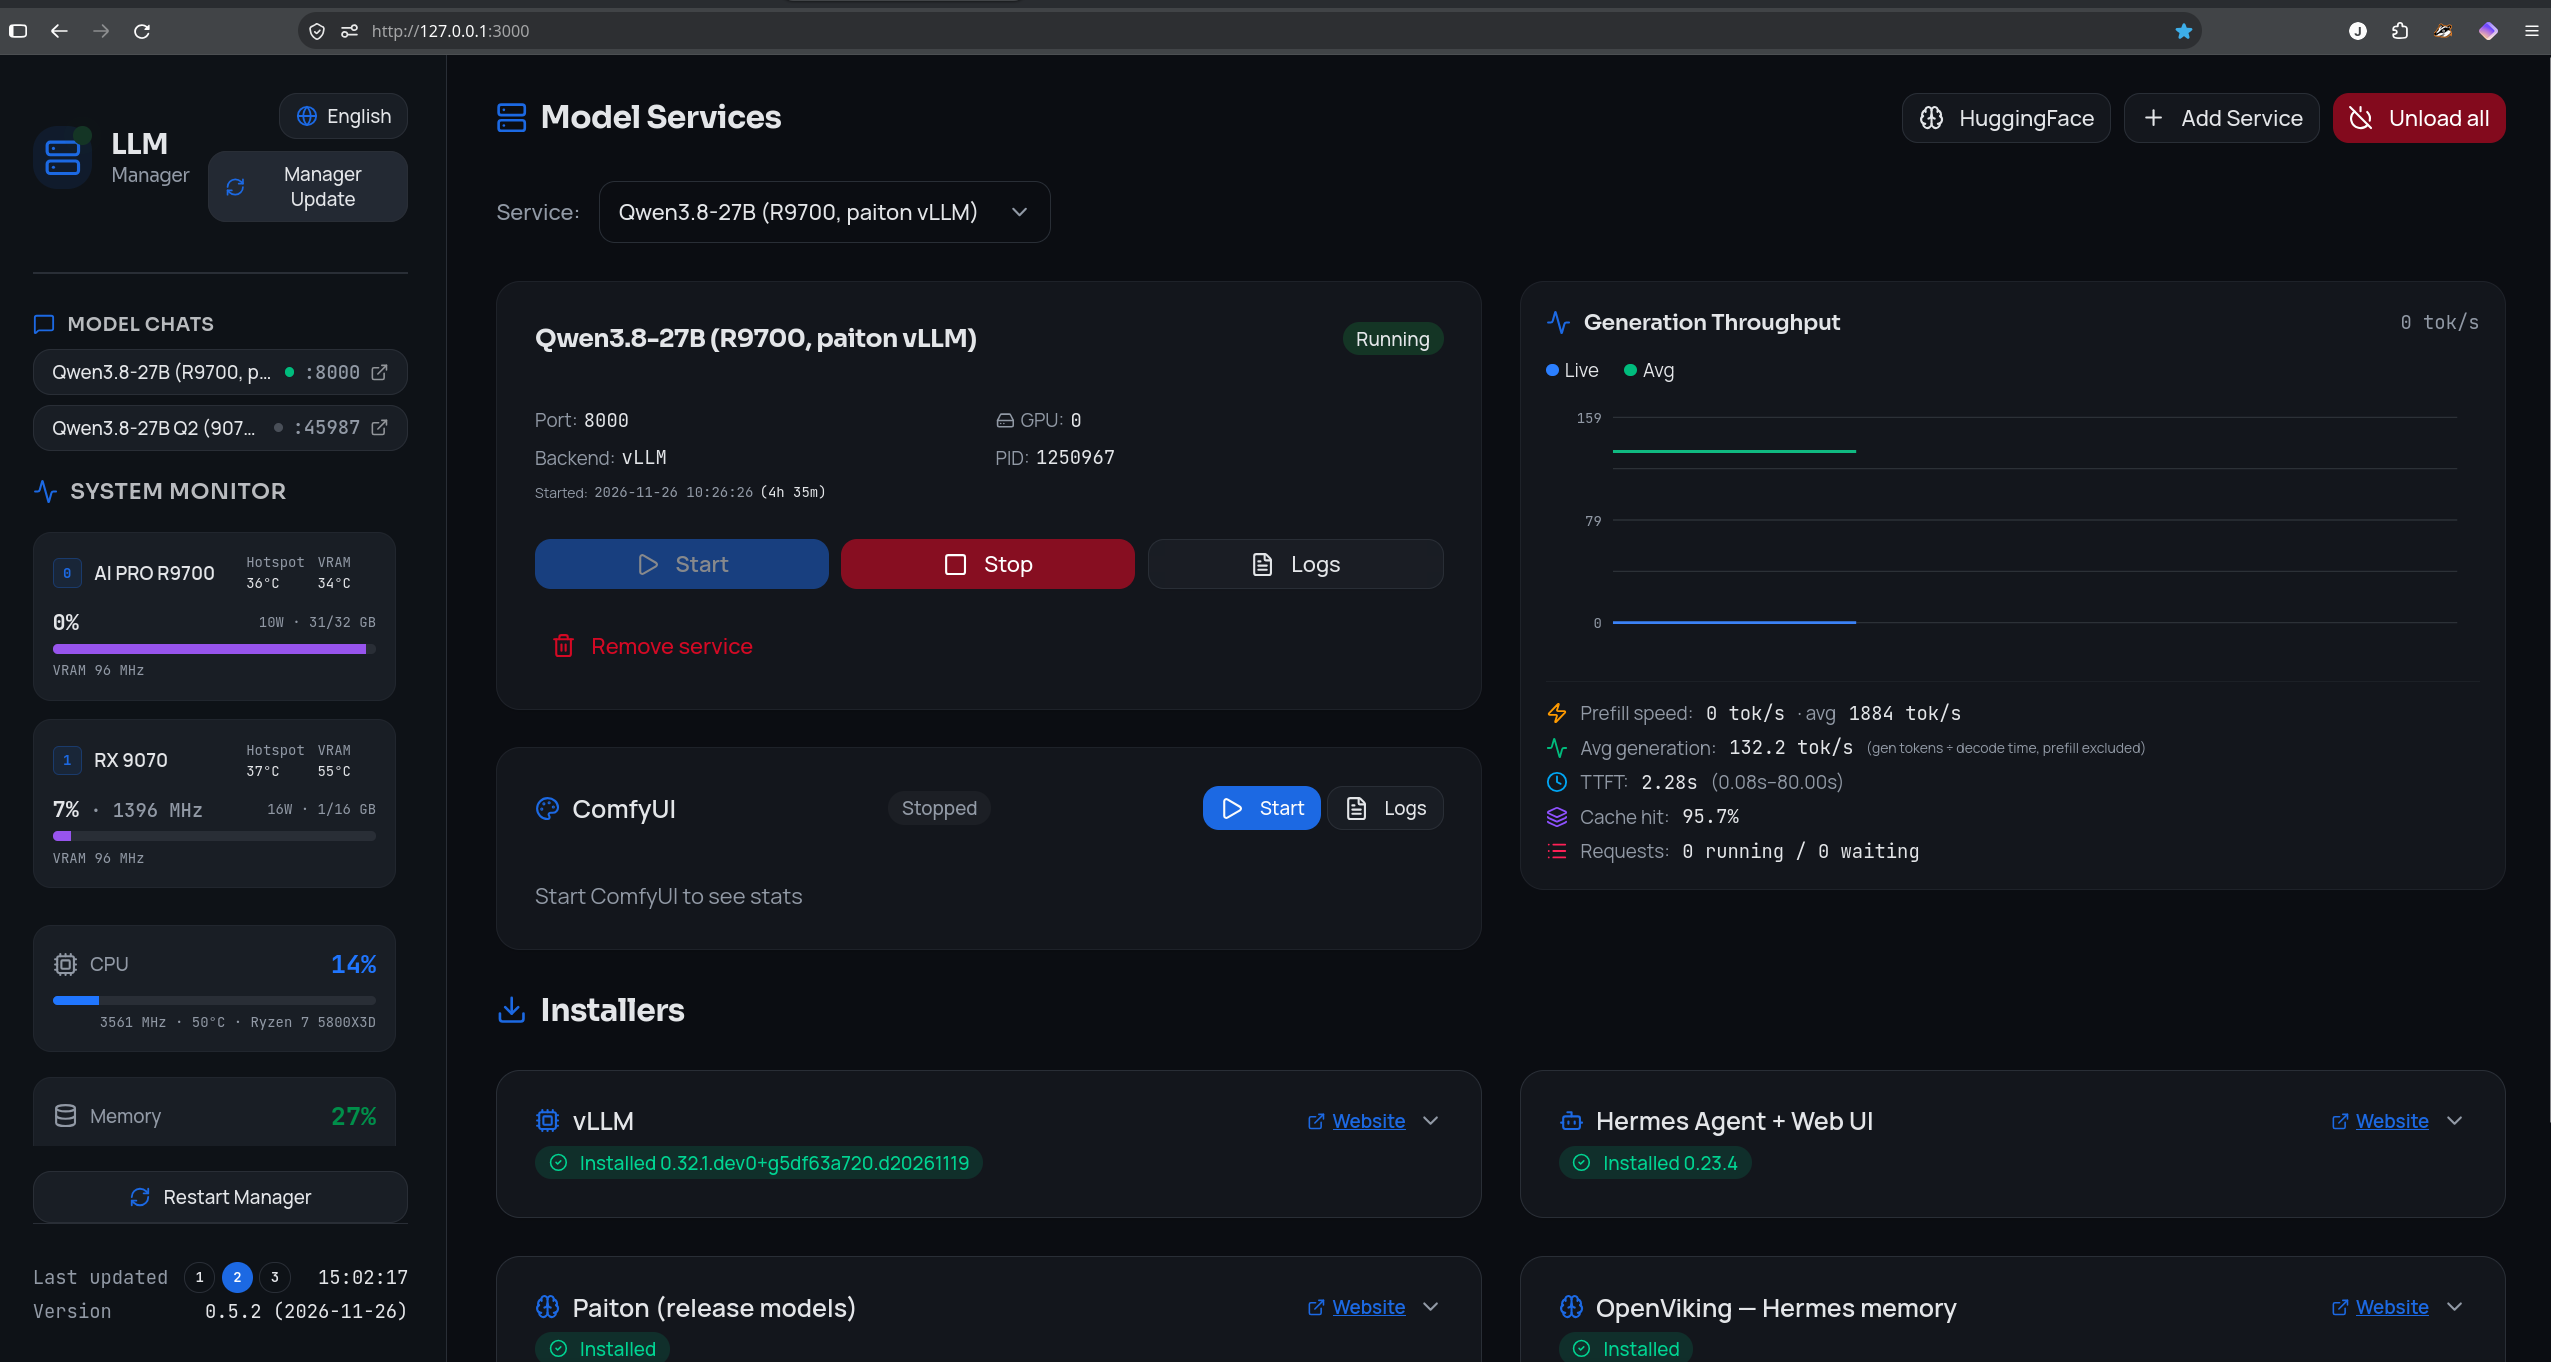 http://127.0.0.1:3000
J
LLM
Manager
English
Manager
Update
MODEL CHATS
Qwen3.8-27B (R9700, p... :8000
Qwen3.8-27B Q2 (907... :45987
SYSTEM MONITOR
0 AI PRO R9700 Hotspot VRAM
36°C 34°C
0% 10W · 31/32 GB
VRAM 96 MHz
1 RX 9070 Hotspot VRAM
37°C 55°C
7% · 1396 MHz 16W · 1/16 GB
VRAM 96 MHz
CPU 14%
3561 MHz · 50°C · Ryzen 7 5800X3D
Memory 27%
Restart Manager
Last updated 1 2 3 15:02:17
Version 0.5.2 (2026-11-26)
Model Services
HuggingFace
+ Add Service
Unload all
Service: Qwen3.8-27B (R9700, paiton vLLM)
Qwen3.8-27B (R9700, paiton vLLM) Running
Port: 8000 GPU: 0
Backend: vLLM PID: 1250967
Started: 2026-11-26 10:26:26 (4h 35m)
Start Stop Logs
Remove service
ComfyUI Stopped Start Logs
Start ComfyUI to see stats
Generation Throughput 0 tok/s
Live Avg
159
79
0
Prefill speed: 0 tok/s · avg 1884 tok/s
Avg generation: 132.2 tok/s (gen tokens ÷ decode time, prefill excluded)
TTFT: 2.28s (0.08s–80.00s)
Cache hit: 95.7%
Requests: 0 running / 0 waiting
Installers
vLLM Website
Installed 0.32.1.dev0+g5df63a720.d20261119
Hermes Agent + Web UI Website
Installed 0.23.4
Paiton (release models) Website
Installed
OpenViking — Hermes memory Website
Installed